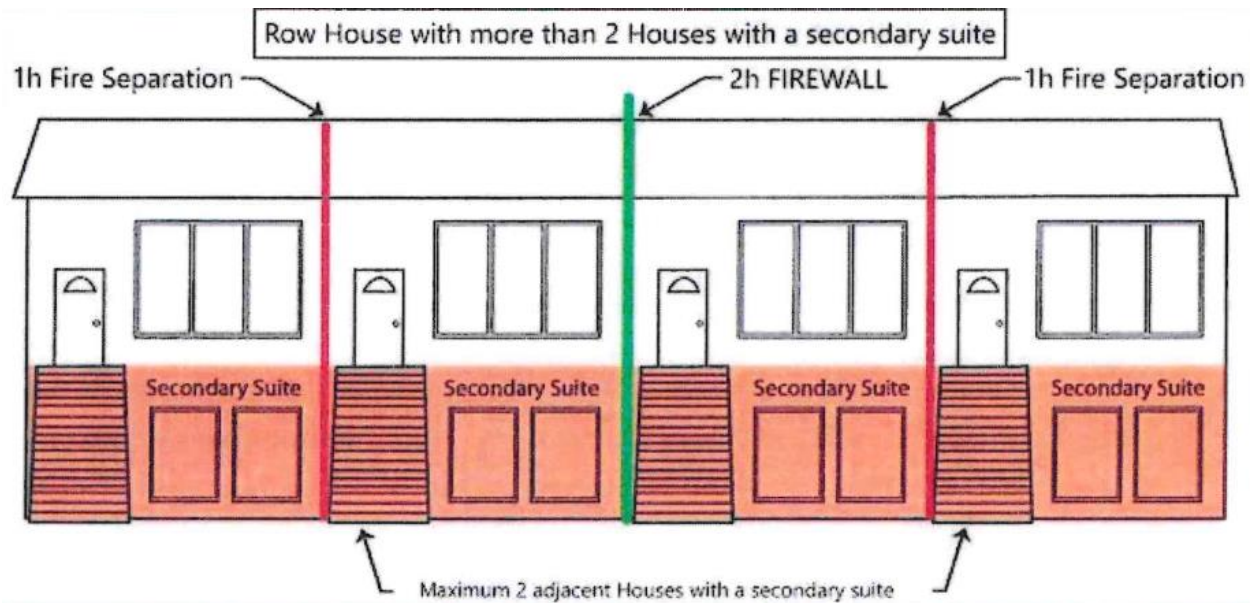 Row House with more than 2 Houses with a secondary suite
1h Fire Separation
2h FIREWALL
1h Fire Separation
Secondary Suite
Secondary Suite
Secondary Suite
Secondary Suite
Maximum 2 adjacent Houses with a secondary suite